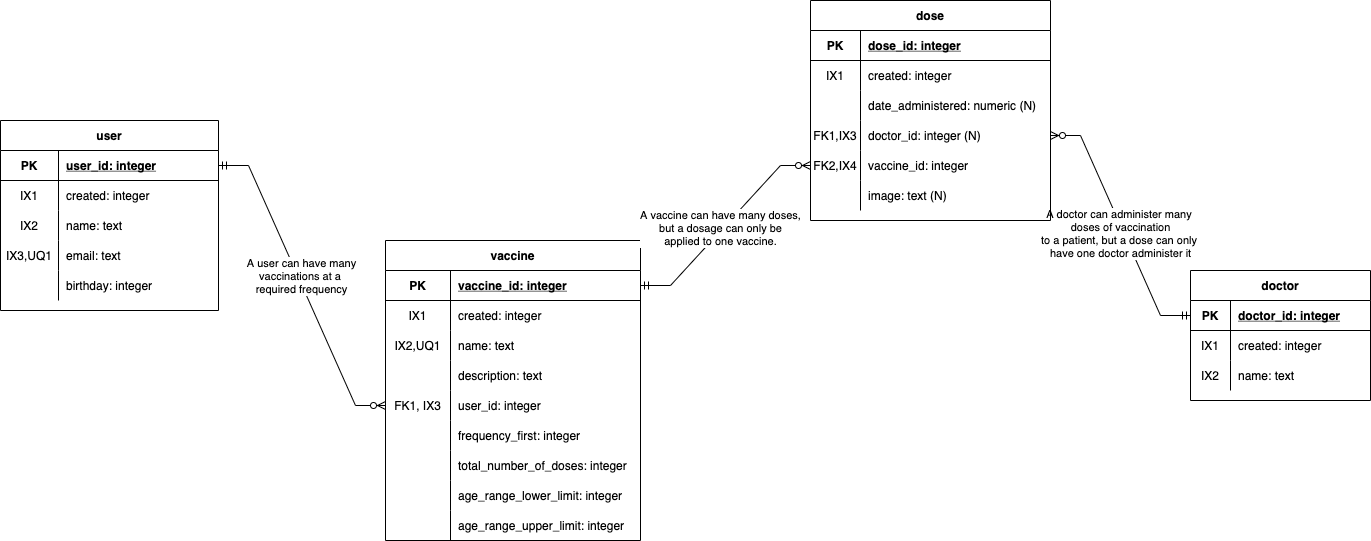 user
PK user_id: integer
IX1 created: integer
IX2 name: text
IX3,UQ1 email: text
birthday: integer
A user can have many
vaccinations at a
required frequency
vaccine
PK vaccine_id: integer
IX1 created: integer
IX2,UQ1 name: text
description: text
FK1, IX3 user_id: integer
frequency_first: integer
total_number_of_doses: integer
age_range_lower_limit: integer
age_range_upper_limit: integer
A vaccine can have many doses,
but a dosage can only be
applied to one vaccine.
dose
PK dose_id: integer
IX1 created: integer
date_administered: numeric (N)
FK1,IX3 doctor_id: integer (N)
FK2,IX4 vaccine_id: integer
image: text (N)
A doctor can administer many
doses of vaccination
to a patient, but a dose can only
have one doctor administer it
doctor
PK doctor_id: integer
IX1 created: integer
IX2 name: text